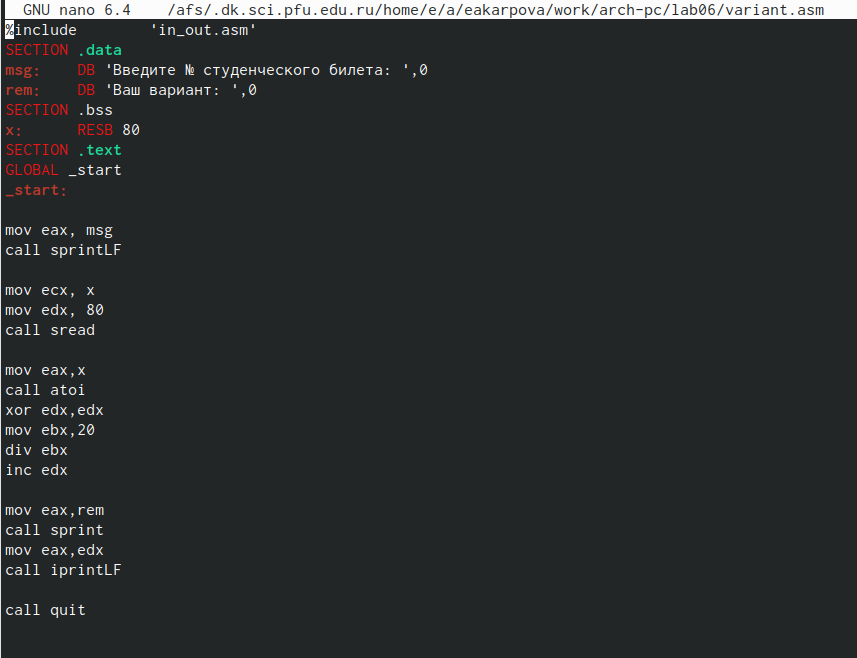 GNU nano 6.4    /afs/.dk.sci.pfu.edu.ru/home/e/a/eakarpova/work/arch-pc/lab06/variant.asm
%include        'in_out.asm'
SECTION .data
msg:    DB 'Введите № студенческого билета: ',0
rem:    DB 'Ваш вариант: ',0
SECTION .bss
x:      RESB 80
SECTION .text
GLOBAL _start
_start:
mov eax, msg
call sprintLF
mov ecx, x
mov edx, 80
call sread
mov eax,x
call atoi
xor edx,edx
mov ebx,20
div ebx
inc edx
mov eax,rem
call sprint
mov eax,edx
call iprintLF
call quit